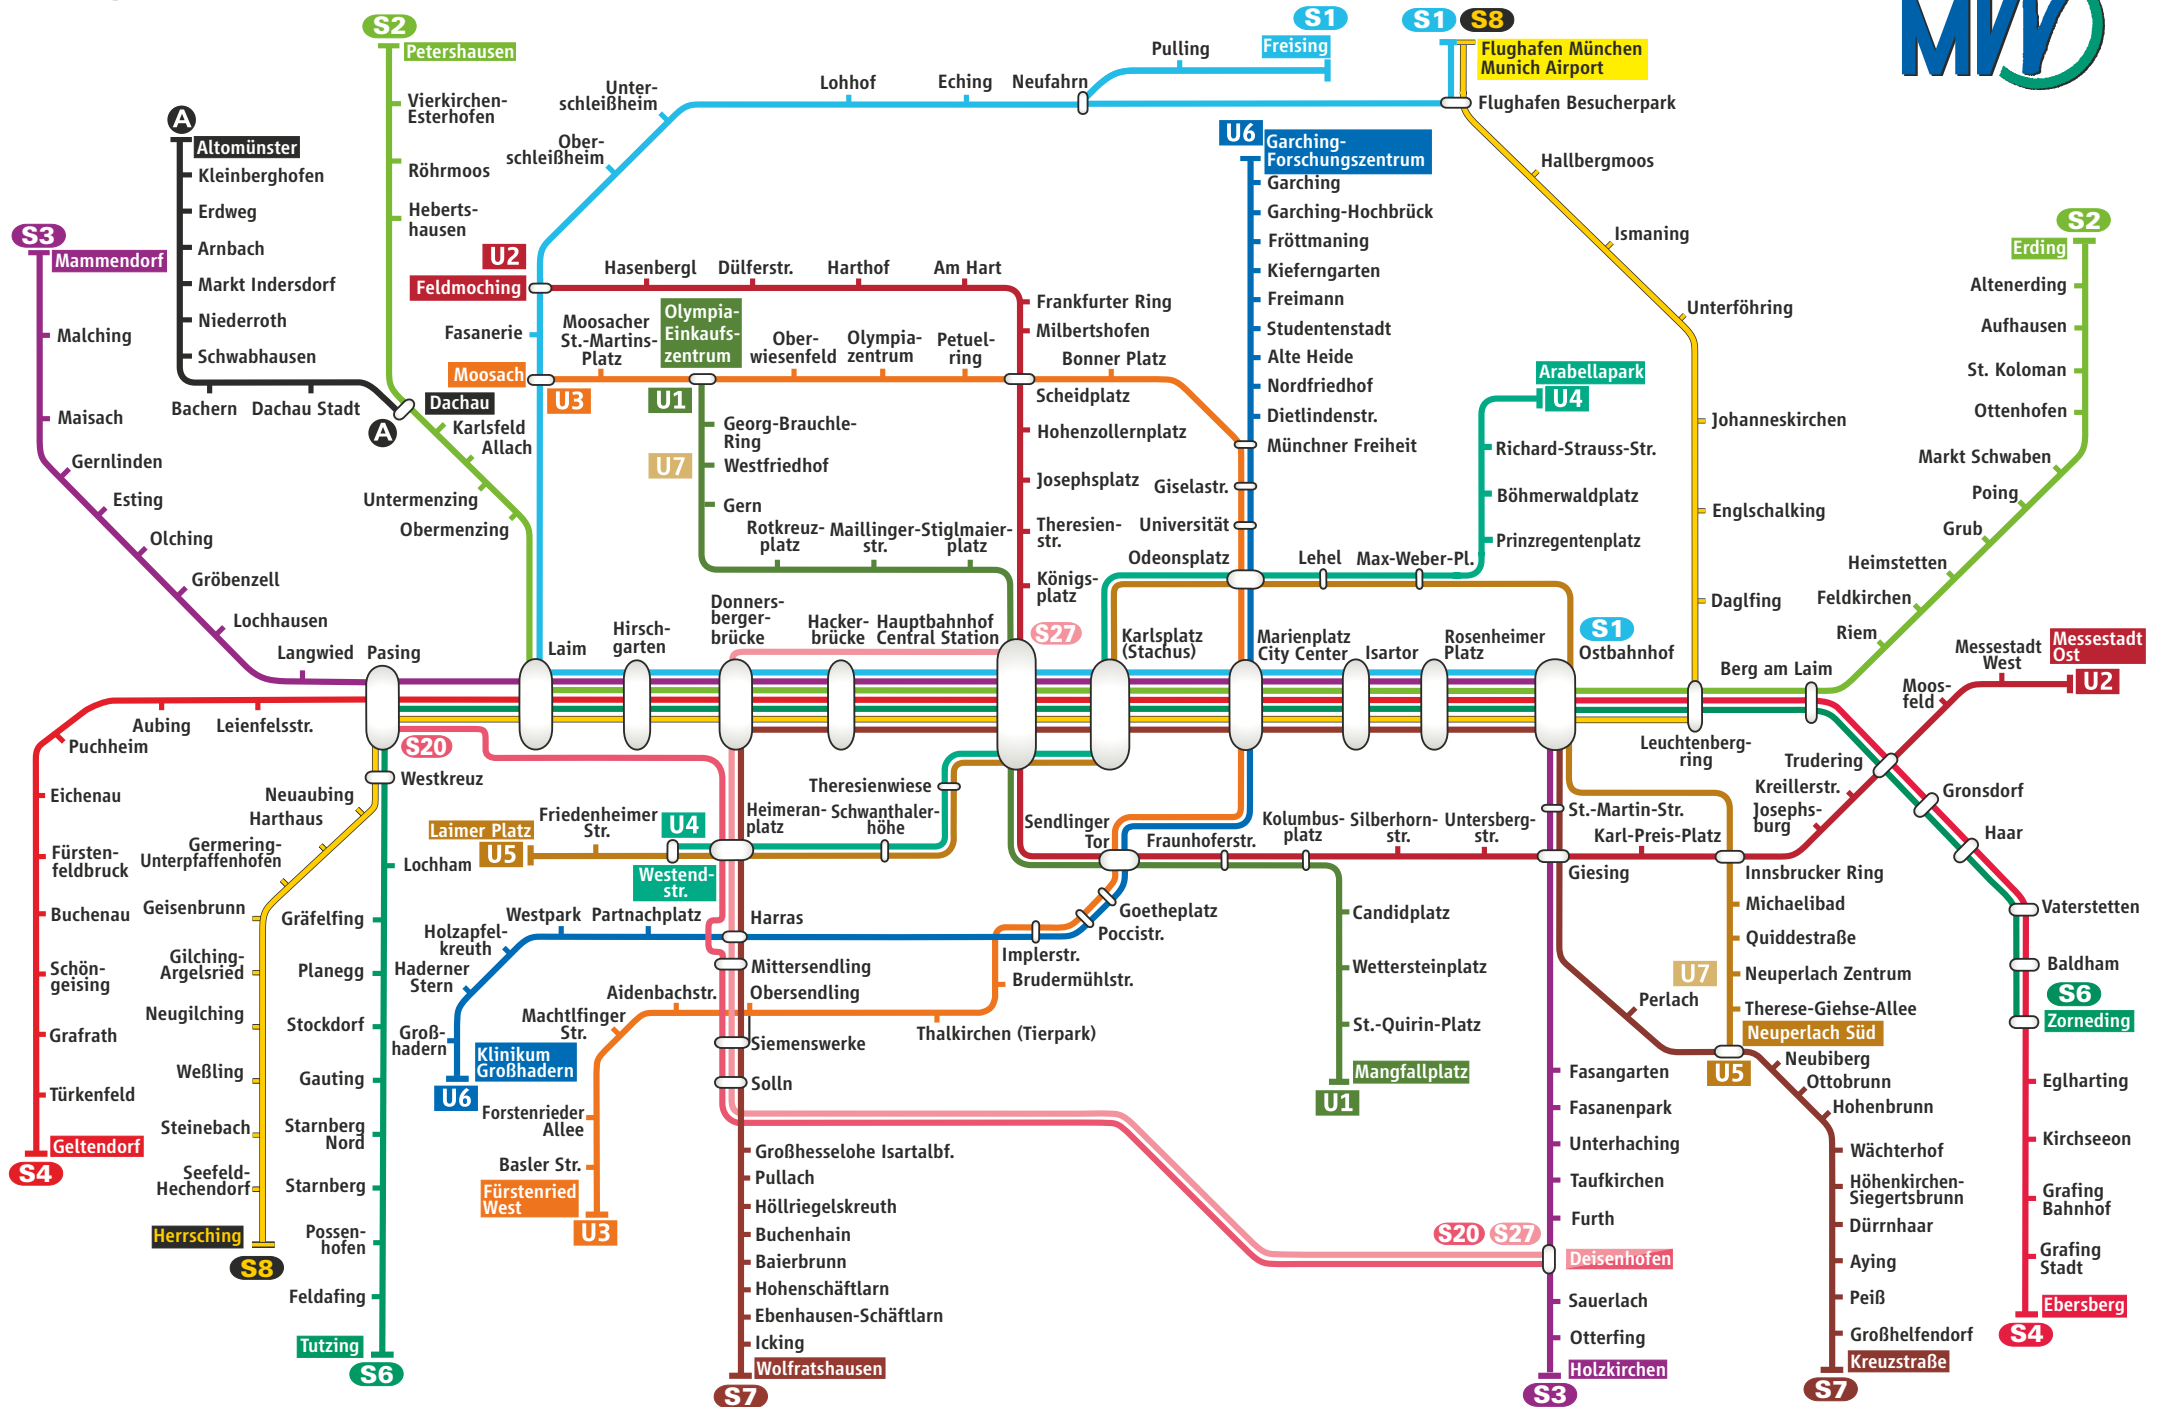 S2
Petershausen
Vierkirchen-
Esterhofen
Röhrmoos
Heberts-
hausen
A
Altomünster
Kleinberghofen
Erdweg
Arnbach
Markt Indersdorf
Niederroth
Schwabhausen
Bachern
Dachau Stadt
A
Dachau
Karlsfeld
Allach
Untermenzing
Obermenzing
S3
Mammendorf
Malching
Maisach
Gernlinden
Esting
Olching
Gröbenzell
Lochhausen
Langwied
Pasing
S1
Freising
Pulling
Neufahrn
Eching
Lohhof
Unter-
schleißheim
Ober-
schleißheim
S1
S8
Flughafen München
Munich Airport
Flughafen Besucherpark
Hallbergmoos
Ismaning
Unterföhring
Johanneskirchen
Englschalking
Daglfing
MVV
U2
Feldmoching
Hasenbergl
Dülferstr.
Harthof
Am Hart
Frankfurter Ring
Milbertshofen
Fasanerie
Moosach
U3
Moosacher
St.-Martins-
Platz
Olympia-
Einkaufs-
zentrum
U1
Ober-
wiesenfeld
Olympia-
zentrum
Petuel-
ring
Scheidplatz
Bonner Platz
Hohenzollernplatz
Josephsplatz
Theresien-
str.
Königs-
platz
Georg-Brauchle-
Ring
U7
Westfriedhof
Gern
Rotkreuz-
platz
Maillinger-
str.
Stiglmaier-
platz
U6
Garching-
Forschungszentrum
Garching
Garching-Hochbrück
Fröttmaning
Kieferngarten
Freimann
Studentenstadt
Alte Heide
Nordfriedhof
Dietlindenstr.
Münchner Freiheit
Giselastr.
Universität
Odeonsplatz
Lehel
Max-Weber-Pl.
Arabellapark
U4
Richard-Strauss-Str.
Böhmerwaldplatz
Prinzregentenplatz
S2
Erding
Altenerding
Aufhausen
St. Koloman
Ottenhofen
Markt Schwaben
Poing
Grub
Heimstetten
Feldkirchen
Riem
Berg am Laim
Messestadt
West
Messestadt
Ost
U2
Moos-
feld
Laim
Hirsch-
garten
Donners-
berger-
brücke
Hacker-
brücke
Hauptbahnhof
Central Station
S27
Karlsplatz
(Stachus)
Marienplatz
City Center
Isartor
Rosenheimer
Platz
S1
Ostbahnhof
Leuchtenberg-
ring
Trudering
Kreillerstr.
Josephs-
burg
Gronsdorf
Haar
Vaterstetten
Baldham
S6
Zorneding
Eglharting
Kirchseeon
Grafing
Bahnhof
Grafing
Stadt
Ebersberg
S4
Aubing
Leienfelsstr.
Puchheim
Eichenau
Fürsten-
feldbruck
Buchenau
Schön-
geising
Grafrath
Türkenfeld
Geltendorf
S4
S20
Westkreuz
Neuaubing
Harthaus
Germering-
Unterpfaffenhofen
Geisenbrunn
Gilching-
Argelsried
Neugilching
Weßling
Steinebach
Seefeld-
Hechendorf
Herrsching
S8
Lochham
Gräfelfing
Planegg
Stockdorf
Gauting
Starnberg
Nord
Starnberg
Possen-
hofen
Feldafing
Tutzing
S6
Laimer Platz
U5
Friedenheimer
Str.
U4
Westend-
str.
Heimeran-
platz
Schwanthaler-
höhe
Theresienwiese
Sendlinger
Tor
Fraunhoferstr.
Kolumbus-
platz
Silberhorn-
str.
Untersberg-
str.
St.-Martin-Str.
Karl-Preis-Platz
Giesing
Innsbrucker Ring
Michaelibad
Quiddestraße
U7
Neuperlach Zentrum
Therese-Giehse-Allee
Neuperlach Süd
U5
Perlach
Neubiberg
Ottobrunn
Hohenbrunn
Wächterhof
Höhenkirchen-
Siegertsbrunn
Dürrnhaar
Aying
Peiß
Großhelfendorf
Kreuzstraße
S7
Candidplatz
Wettersteinplatz
St.-Quirin-Platz
Mangfallplatz
U1
Goetheplatz
Poccistr.
Implerstr.
Brudermühlstr.
Thalkirchen (Tierpark)
Obersendling
Aidenbachstr.
Machtlfinger
Str.
Forstenrieder
Allee
Basler Str.
Fürstenried
West
U3
Harras
Partnachplatz
Westpark
Holzapfel-
kreuth
Haderner
Stern
Groß-
hadern
Klinikum
Großhadern
U6
Mittersendling
Siemenswerke
Solln
Großhesselohe Isartalbf.
Pullach
Höllriegelskreuth
Buchenhain
Baierbrunn
Hohenschäftlarn
Ebenhausen-Schäftlarn
Icking
Wolfratshausen
S7
Fasangarten
Fasanenpark
Unterhaching
Taufkirchen
Furth
S20
S27
Deisenhofen
Sauerlach
Otterfing
Holzkirchen
S3